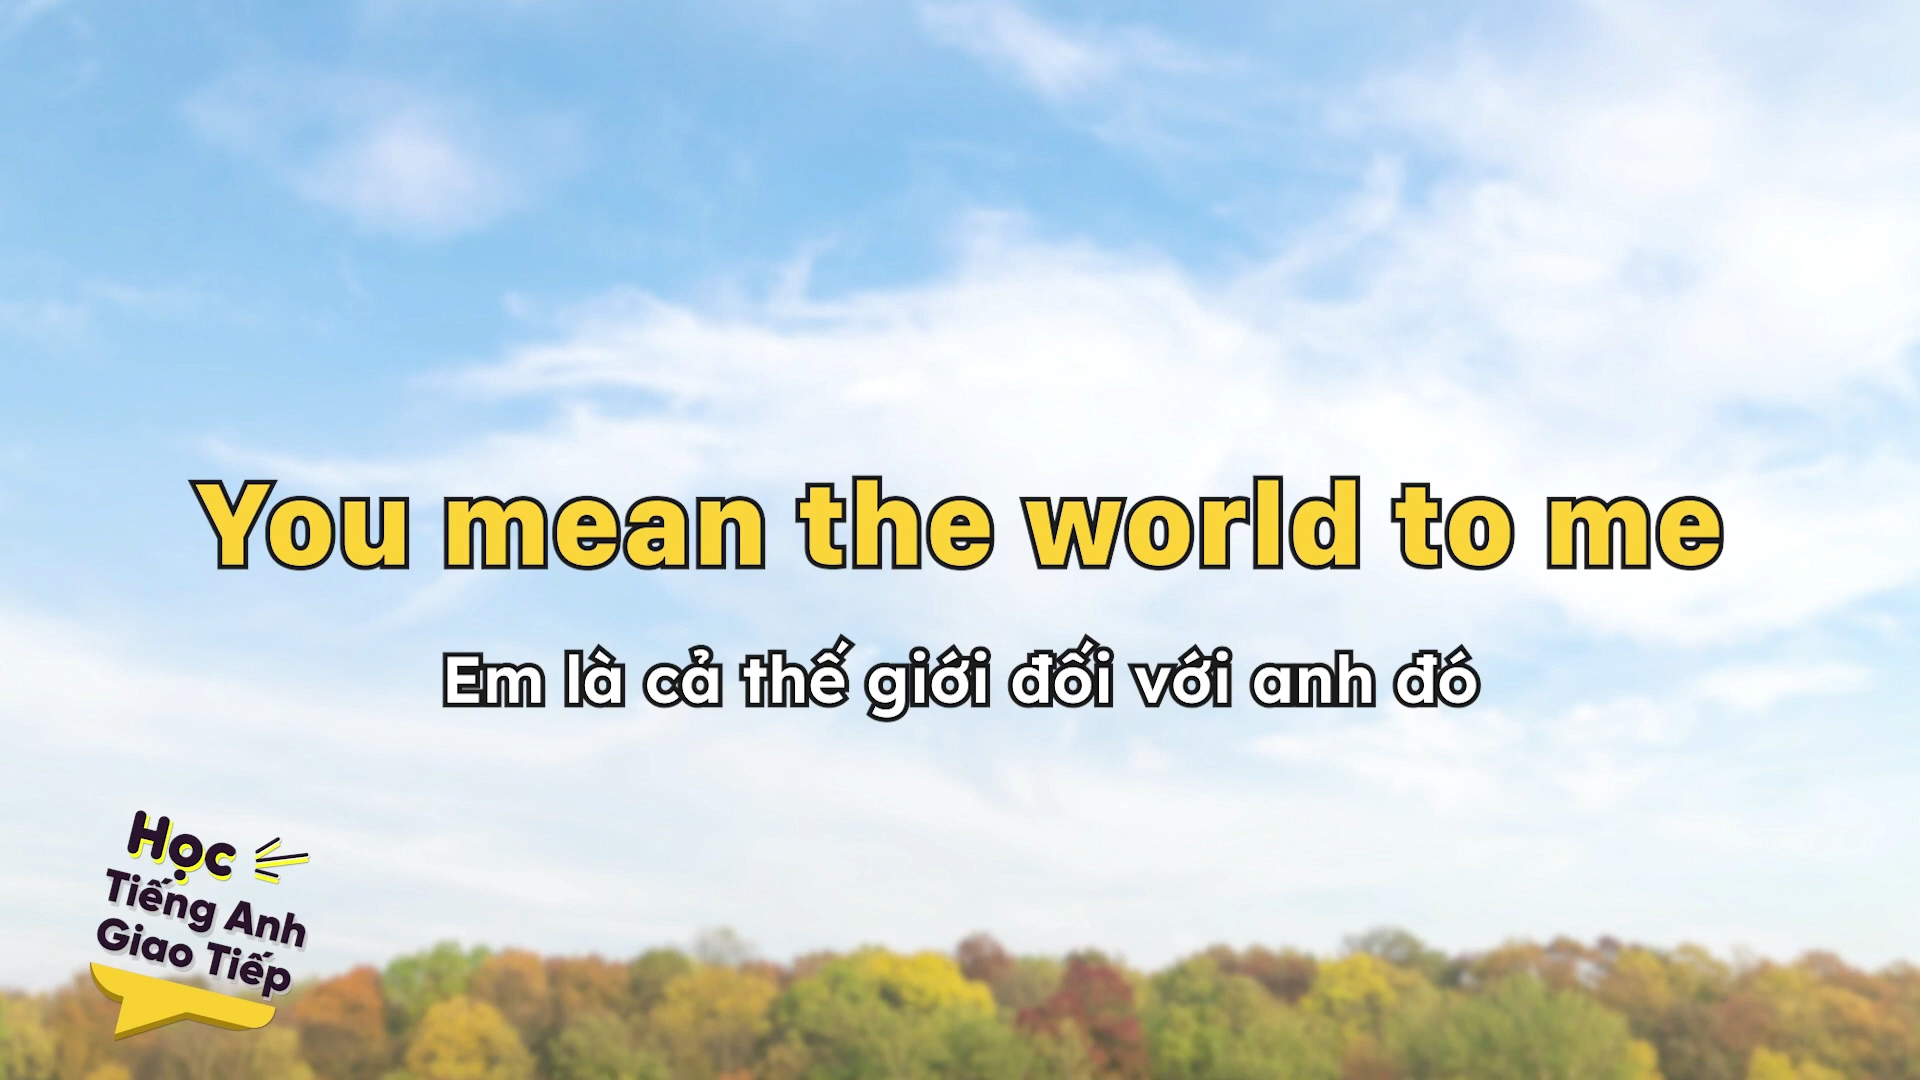 You mean the world to me
Em là cả thế giới đối với anh đó
Học
Tiếng Anh
Giao Tiếp